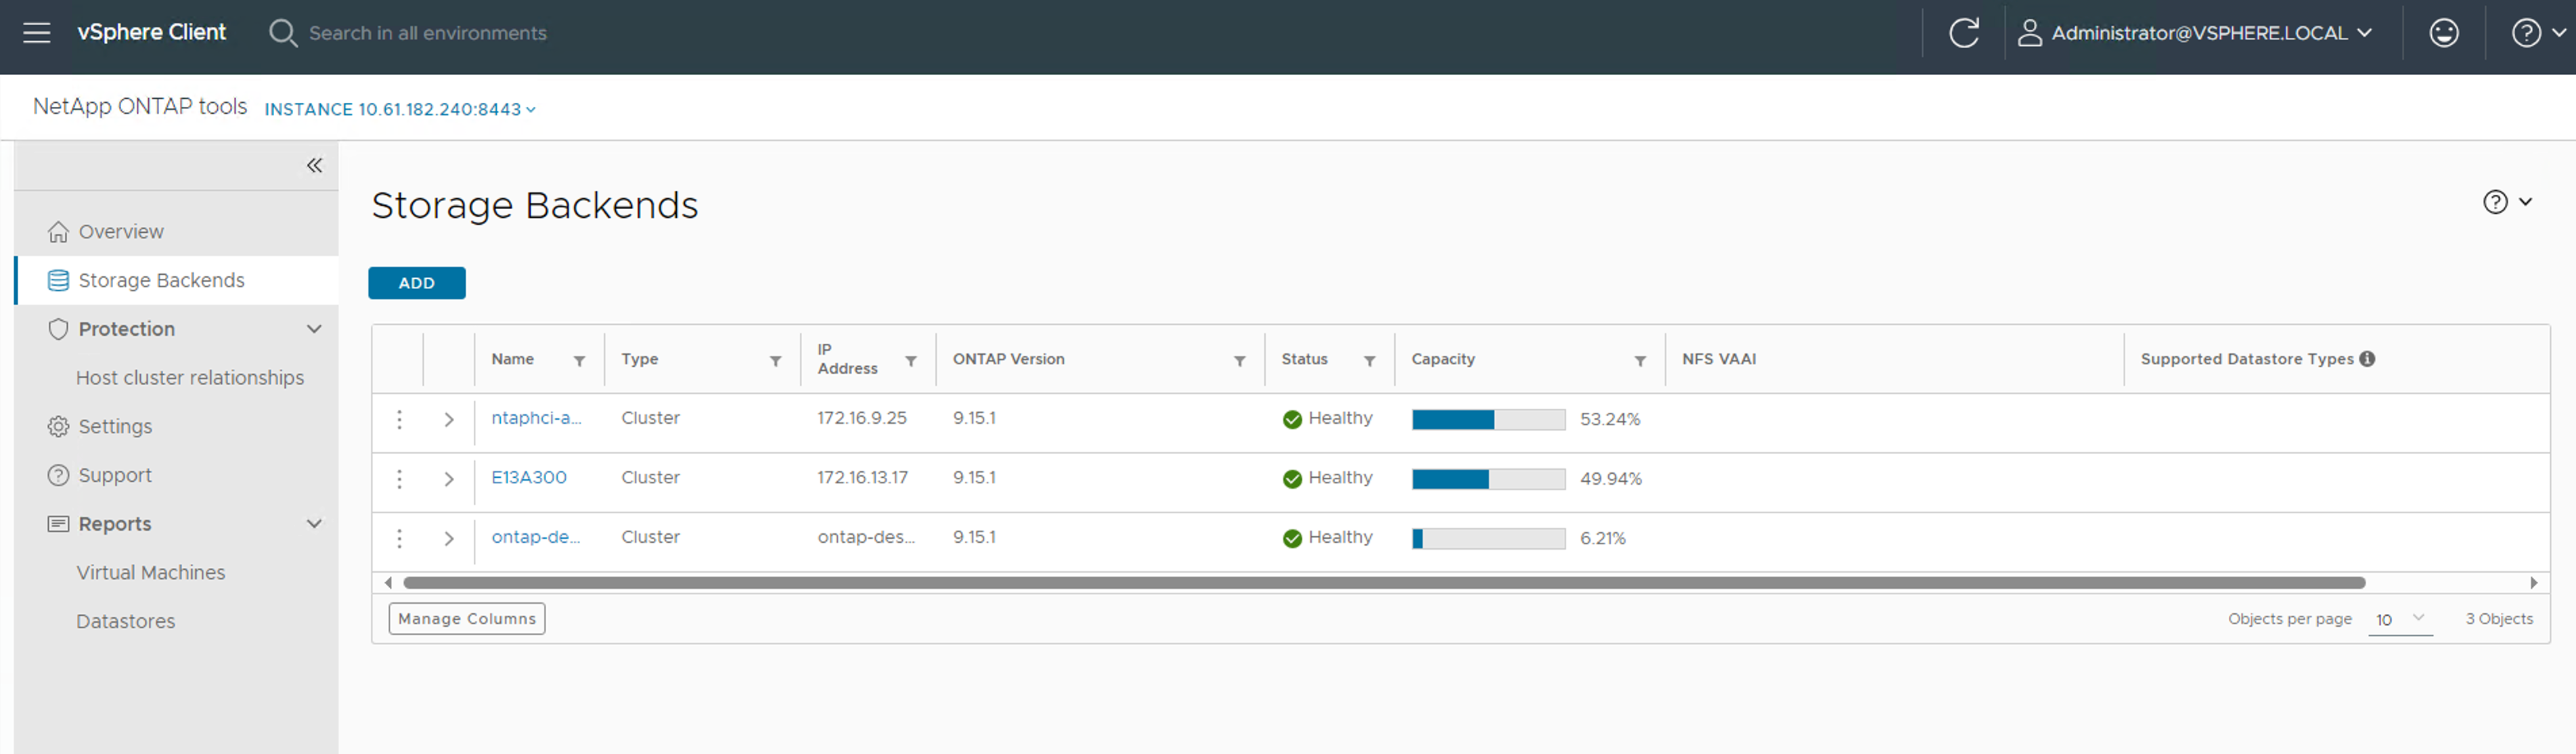 vSphere Client
Search in all environments
Administrator@VSPHERE.LOCAL
NetApp ONTAP tools INSTANCE 10.61.182.240:8443
Overview
Storage Backends
Protection
Host cluster relationships
Settings
Support
Reports
Virtual Machines
Datastores
Storage Backends
ADD
Name Type IP Address ONTAP Version Status Capacity NFS VAAI Supported Datastore Types
ntaphci-a... Cluster 172.16.9.25 9.15.1 Healthy 53.24%
E13A300 Cluster 172.16.13.17 9.15.1 Healthy 49.94%
ontap-de... Cluster ontap-des... 9.15.1 Healthy 6.21%
Manage Columns Objects per page 10 3 Objects